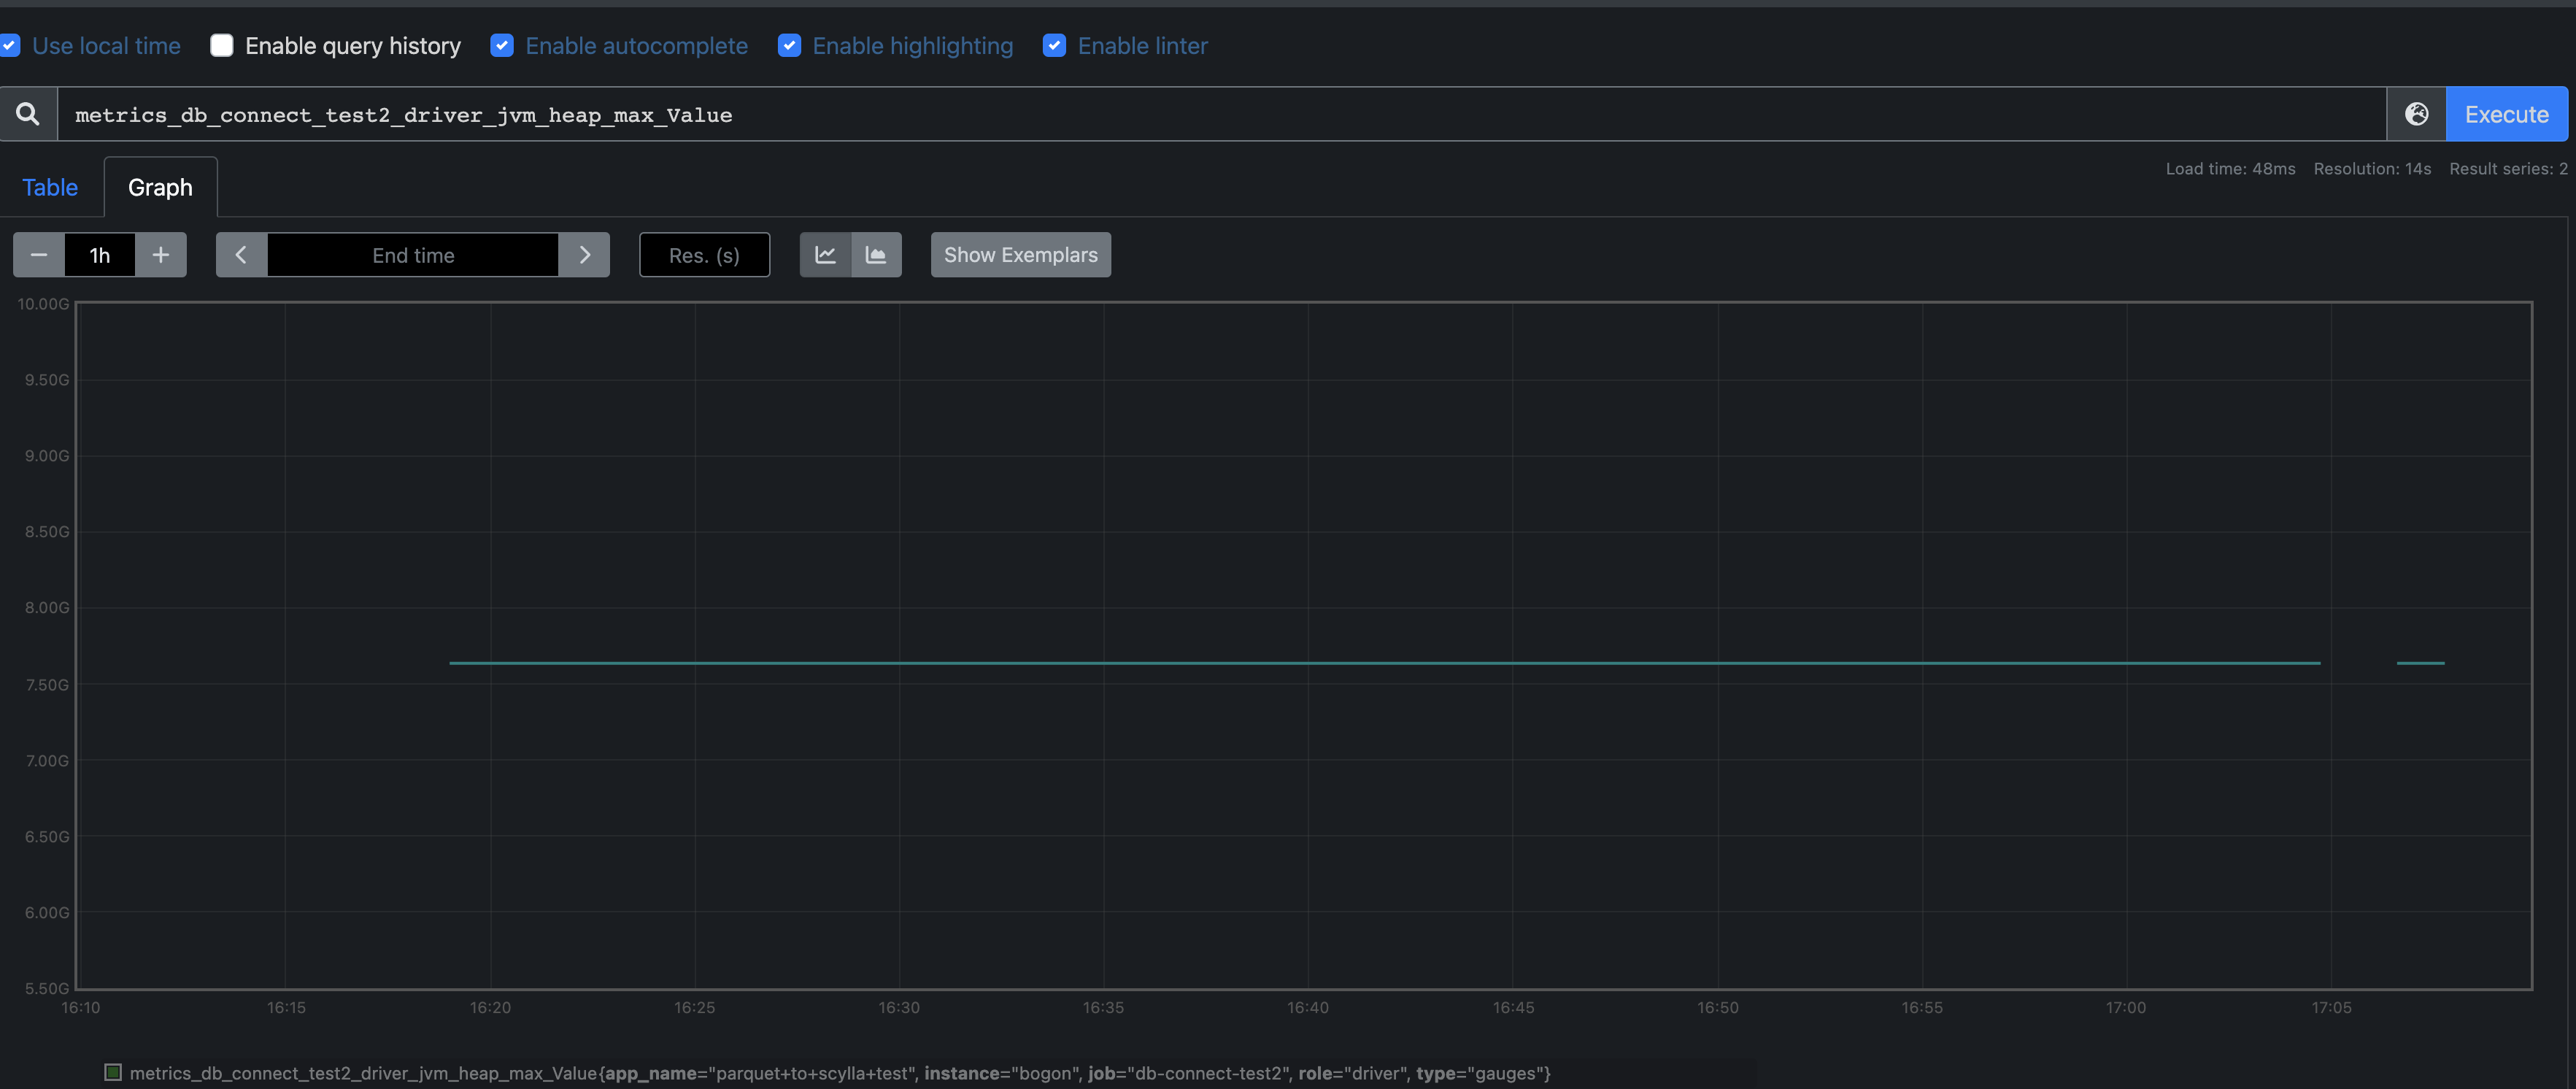 Use local time Enable query history Enable autocomplete Enable highlighting Enable linter
metrics_db_connect_test2_driver_jvm_heap_max_Value Execute
Load time: 48ms Resolution: 14s Result series: 2
Table Graph
1h End time Res. (s) Show Exemplars
10.00G
9.50G
9.00G
8.50G
8.00G
7.50G
7.00G
6.50G
6.00G
5.50G
16:10 16:15 16:20 16:25 16:30 16:35 16:40 16:45 16:50 16:55 17:00 17:05
metrics_db_connect_test2_driver_jvm_heap_max_Value{app_name="parquet+to+scylla+test", instance="bogon", job="db-connect-test2", role="driver", type="gauges"}